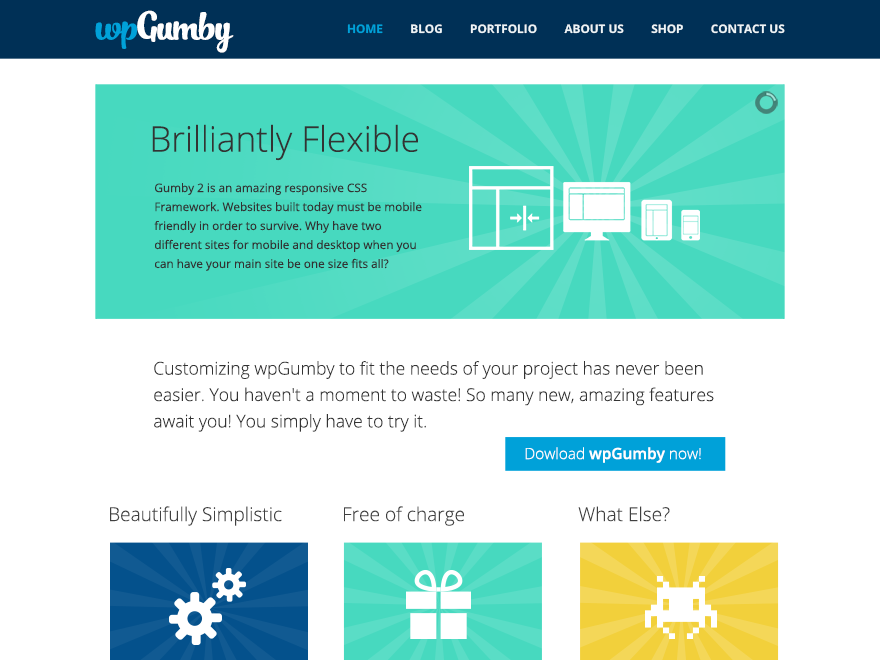 wpGumby
HOME BLOG PORTFOLIO ABOUT US SHOP CONTACT US
Brilliantly Flexible
Gumby 2 is an amazing responsive CSS
Framework. Websites built today must be mobile
friendly in order to survive. Why have two
different sites for mobile and desktop when you
can have your main site be one size fits all?
Customizing wpGumby to fit the needs of your project has never been
easier. You haven't a moment to waste! So many new, amazing features
await you! You simply have to try it.
Dowload wpGumby now!
Beautifully Simplistic
Free of charge
What Else?